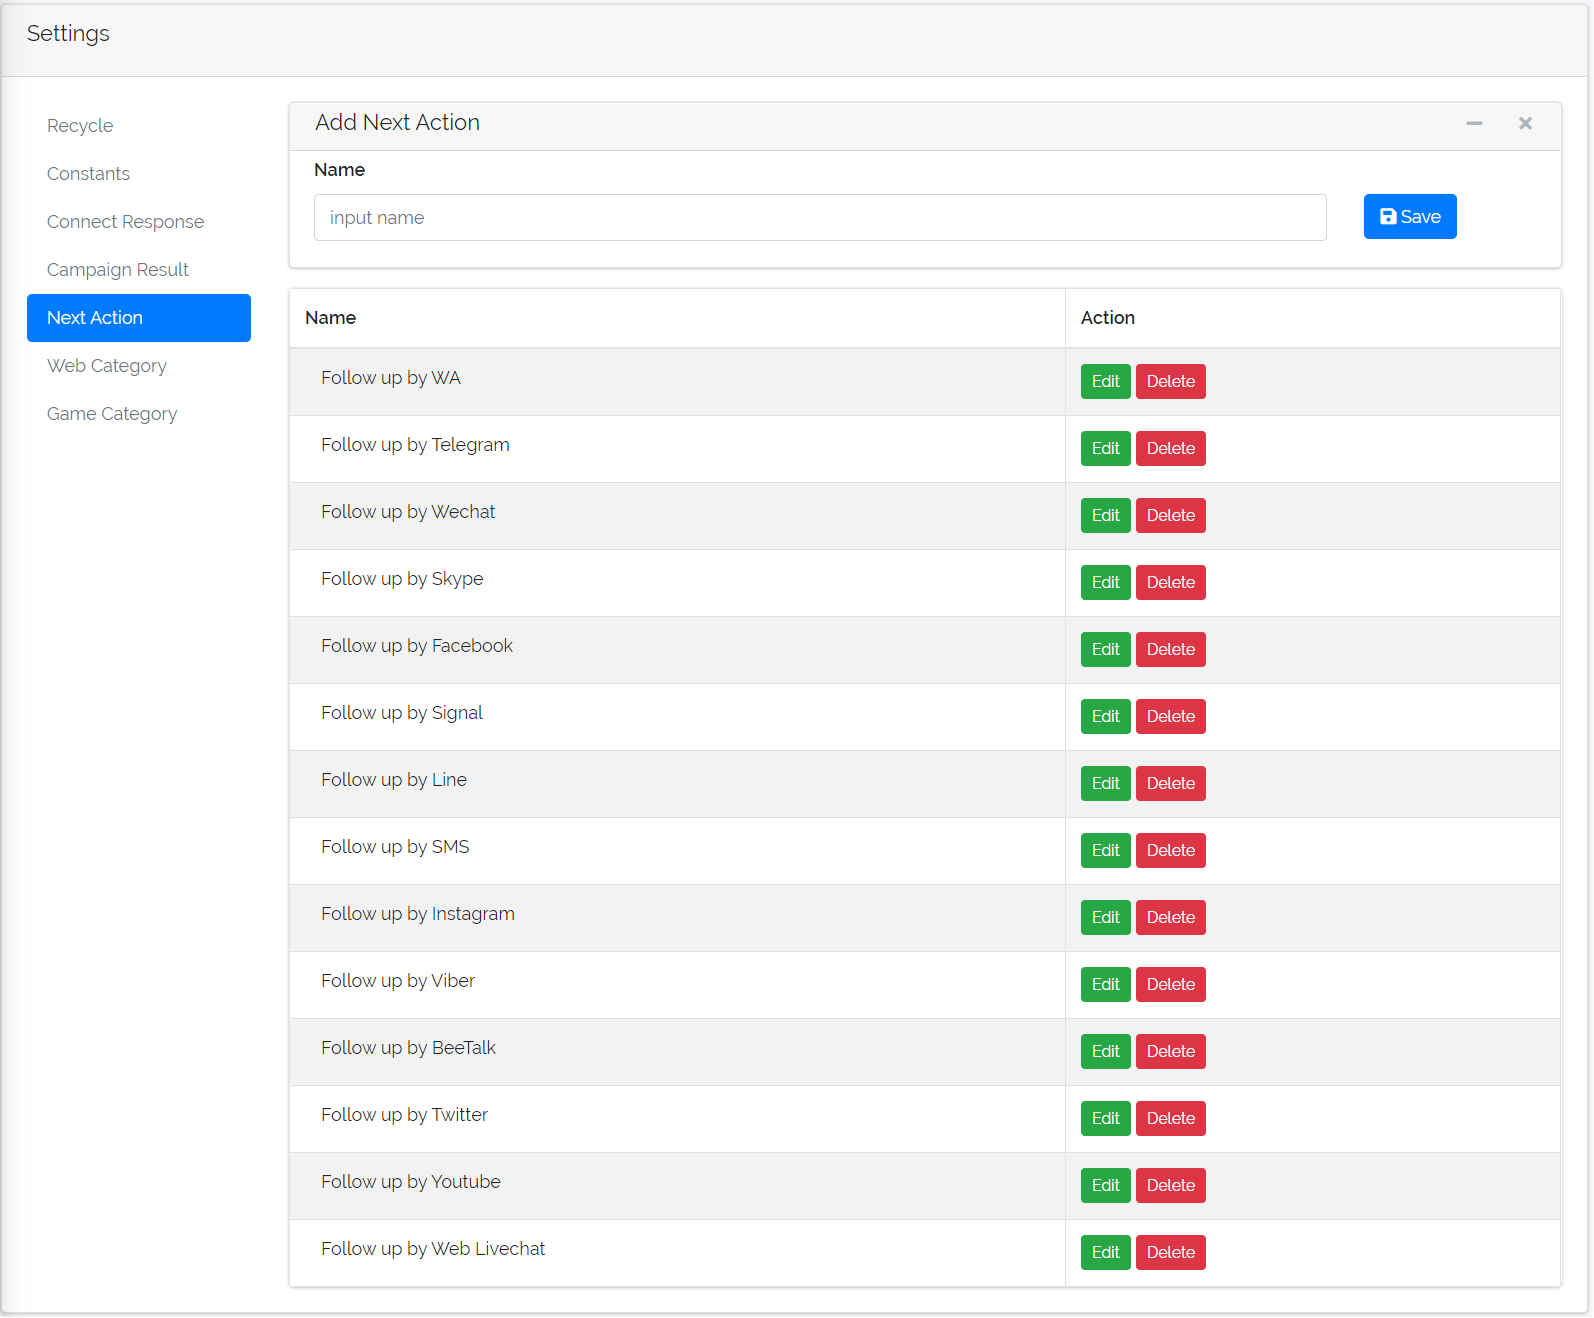 Settings
Recycle
Constants
Connect Response
Campaign Result
Next Action
Web Category
Game Category
Add Next Action
Name
input name
Save
Name Action
Follow up by WA Edit Delete
Follow up by Telegram Edit Delete
Follow up by Wechat Edit Delete
Follow up by Skype Edit Delete
Follow up by Facebook Edit Delete
Follow up by Signal Edit Delete
Follow up by Line Edit Delete
Follow up by SMS Edit Delete
Follow up by Instagram Edit Delete
Follow up by Viber Edit Delete
Follow up by BeeTalk Edit Delete
Follow up by Twitter Edit Delete
Follow up by Youtube Edit Delete
Follow up by Web Livechat Edit Delete